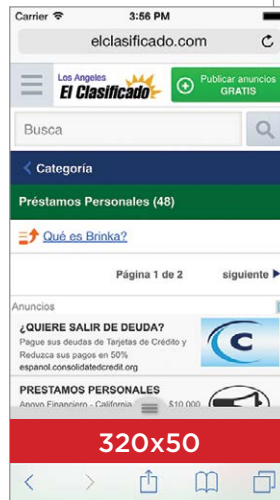 Carrier 3:56 PM
elclasificado.com
Los Angeles
El Clasificado
Publicar anuncios
GRATIS
Busca
Categoría
Préstamos Personales (48)
Qué es Brinka?
Página 1 de 2 siguiente
Anuncios
¿QUIERE SALIR DE DEUDA?
Pague sus deudas de Tarjetas de Crédito y
Reduzca sus pagos en 50%
espanol.consolidatedcredit.org
PRESTAMOS PERSONALES
Apoyo Financiero - California $10,000
320x50